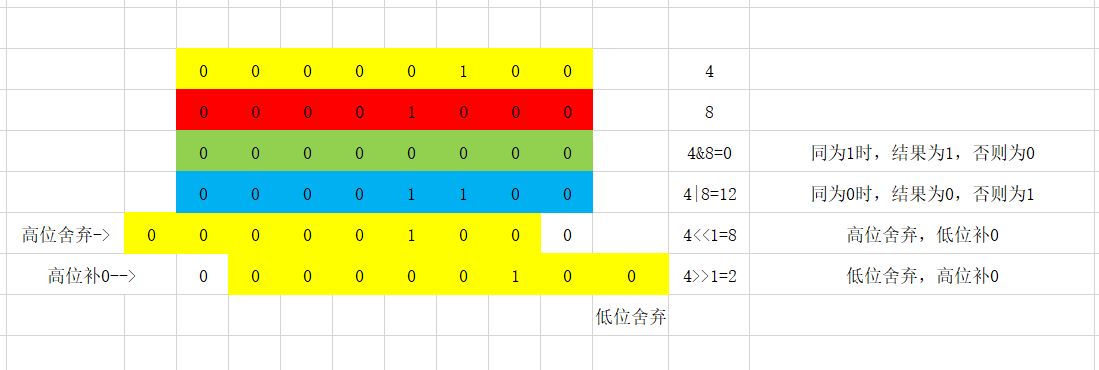 0 0 0 0 0 1 0 0 4
0 0 0 0 1 0 0 0 8
0 0 0 0 0 0 0 0 4&8=0 同为1时，结果为1，否则为0
0 0 0 0 1 1 0 0 4|8=12 同为0时，结果为0，否则为1
高位舍弃-> 0 0 0 0 0 1 0 0 0 4<<1=8 高位舍弃，低位补0
高位补0--> 0 0 0 0 0 0 1 0 0 4>>1=2 低位舍弃，高位补0
低位舍弃